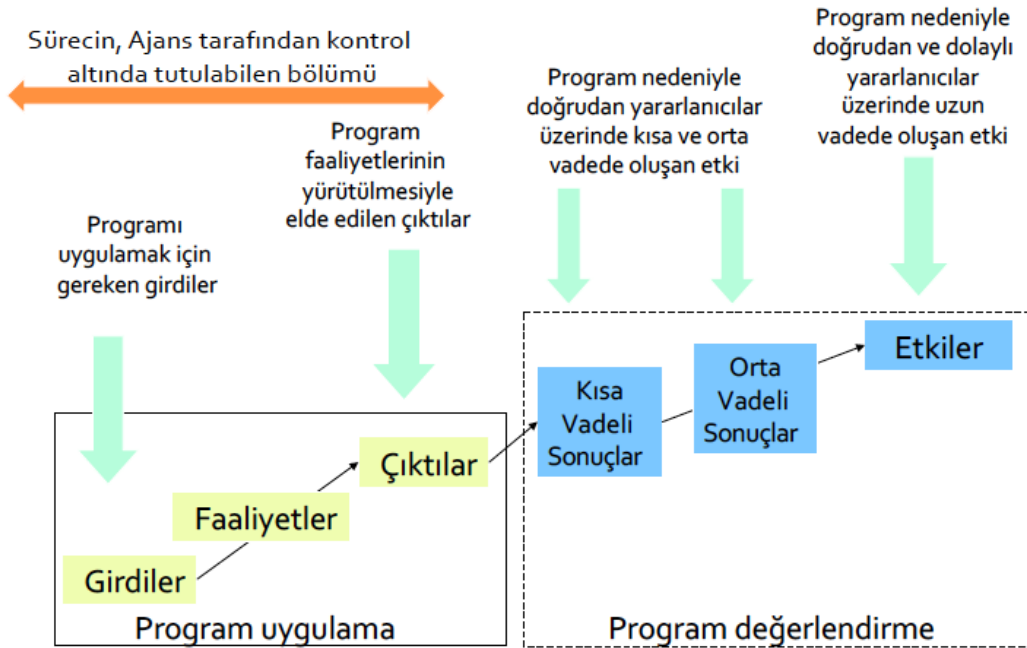 Sürecin, Ajans tarafından kontrol
altında tutulabilen bölümü
Program nedeniyle
doğrudan ve dolaylı
yararlanıcılar
üzerinde uzun
vadede oluşan etki
Program nedeniyle
doğrudan yararlanıcılar
üzerinde kısa ve orta
vadede oluşan etki
Program
faaliyetlerinin
yürütülmesiyle
elde edilen çıktılar
Programı
uygulamak için
gereken girdiler
Girdiler
Faaliyetler
Çıktılar
Kısa
Vadeli
Sonuçlar
Orta
Vadeli
Sonuçlar
Etkiler
Program uygulama
Program değerlendirme